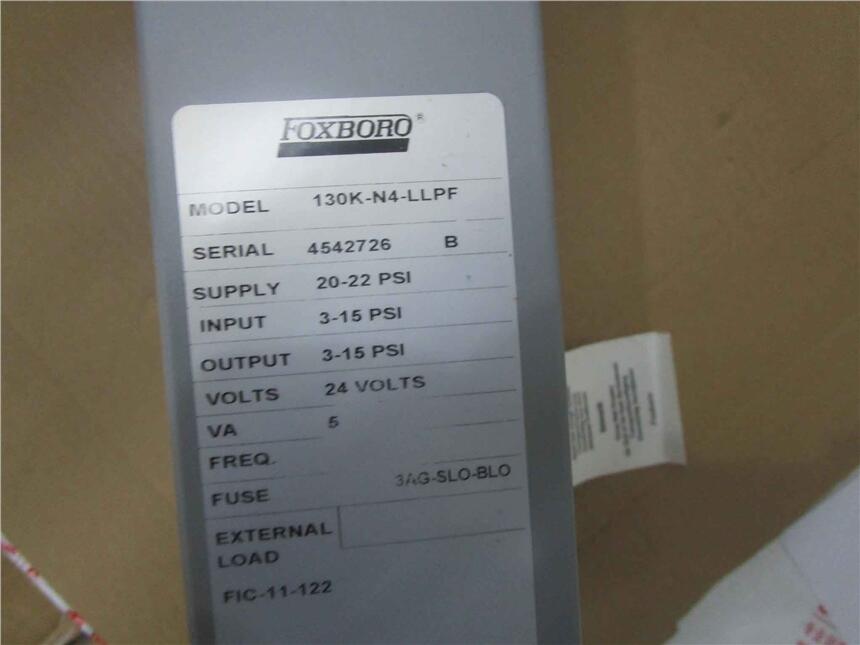 FOXBORO®
MODEL 130K-N4-LLPF
SERIAL 4542726 B
SUPPLY 20-22 PSI
INPUT 3-15 PSI
OUTPUT 3-15 PSI
VOLTS 24 VOLTS
VA 5
FREQ.
FUSE 3AG-SLO-BLO
EXTERNAL
LOAD
FIC-11-122